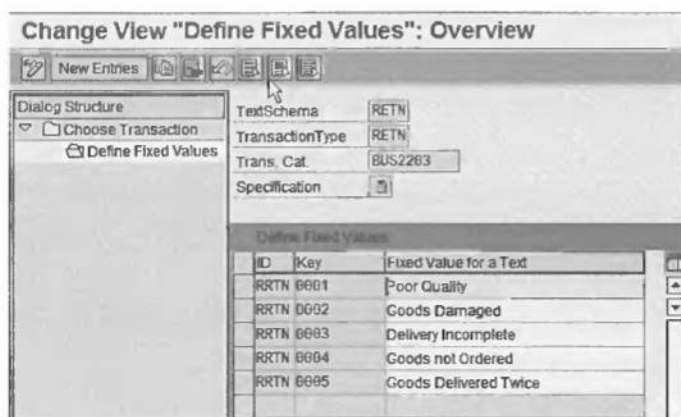 Change View "Define Fixed Values": Overview
New Entries
Dialog Structure
Choose Transaction
Define Fixed Values
TextSchema RETN
TransactionType RETN
Trans. Cat. BUS2283
Specification
Define Fixed Values
ID Key Fixed Value for a Text
RRTN 0001 Poor Quality
RRTN 0002 Goods Damaged
RRTN 0003 Delivery Incomplete
RRTN 0004 Goods not Ordered
RRTN 0005 Goods Delivered Twice